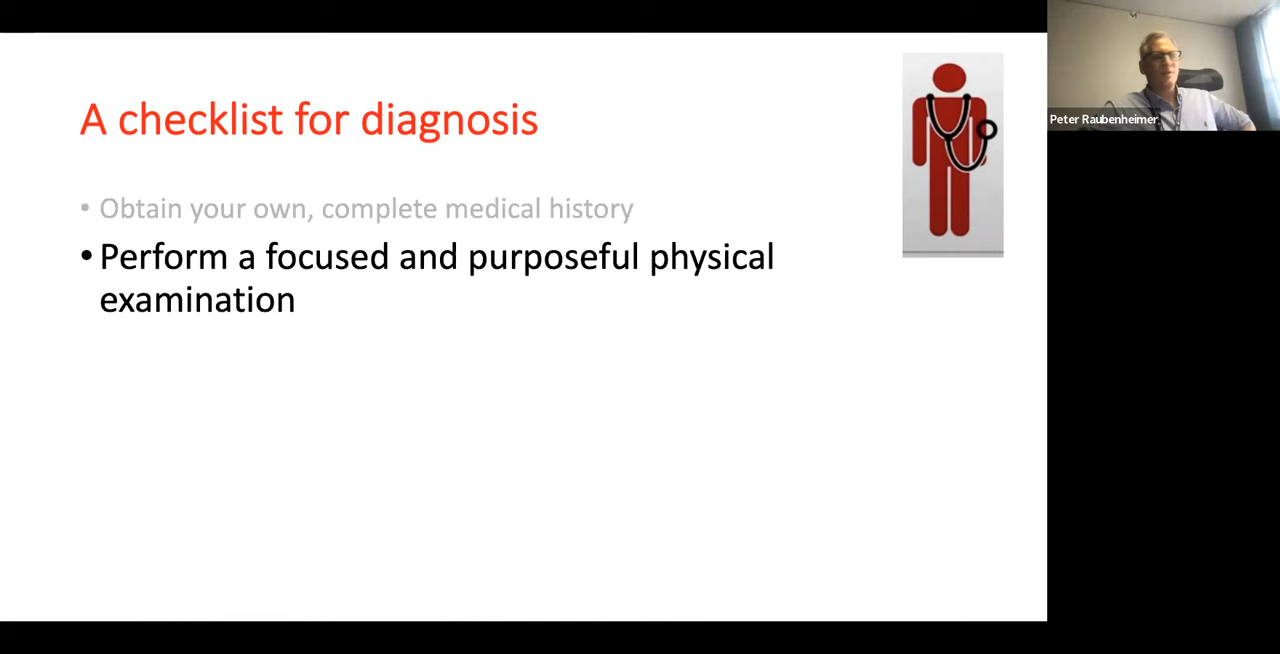 A checklist for diagnosis
• Obtain your own, complete medical history
• Perform a focused and purposeful physical
examination
Peter Raubenheimer